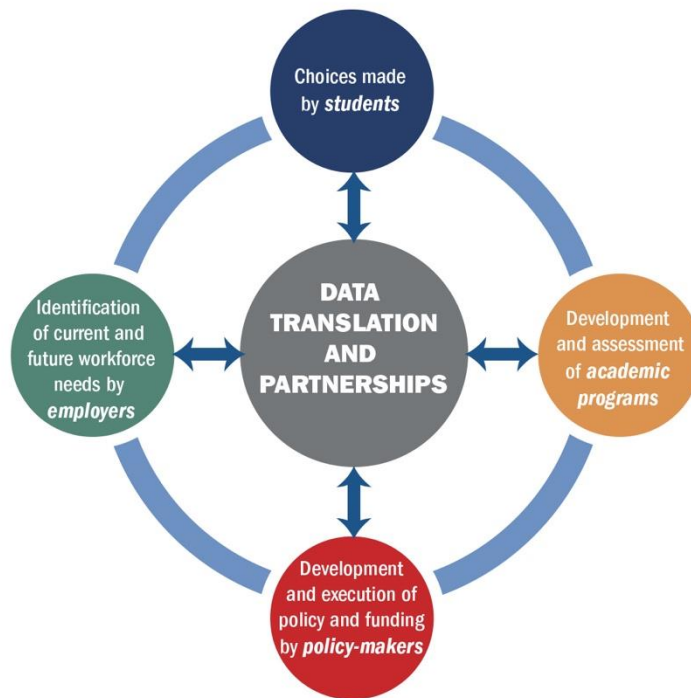 Choices made
by students
DATA
TRANSLATION
AND
PARTNERSHIPS
Identification
of current and
future workforce
needs by
employers
Development
and assessment
of academic
programs
Development
and execution of
policy and funding
by policy-makers